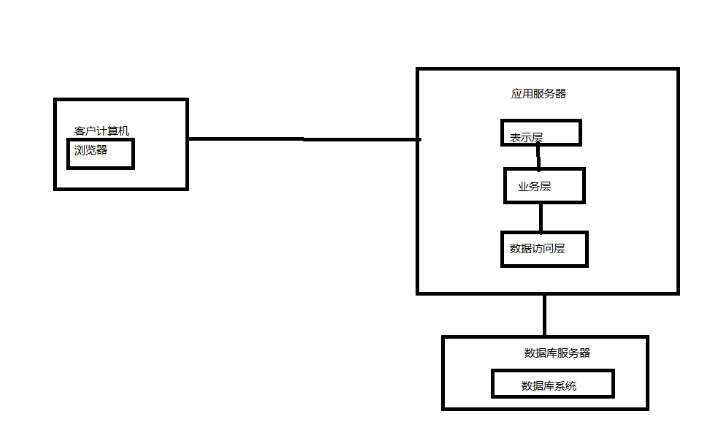 客户计算机
浏览器
应用服务器
表示层
业务层
数据访问层
数据库服务器
数据库系统